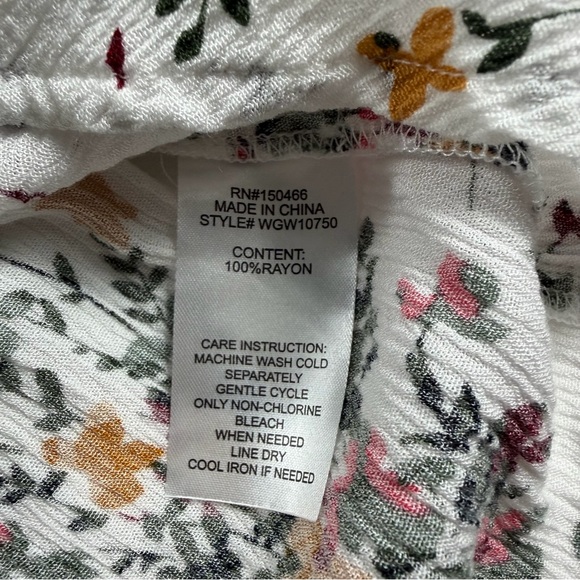 RN#150466
MADE IN CHINA
STYLE# WGW10750
CONTENT:
100%RAYON
CARE INSTRUCTION:
MACHINE WASH COLD
SEPARATELY
GENTLE CYCLE
ONLY NON-CHLORINE
BLEACH
WHEN NEEDED
LINE DRY
COOL IRON IF NEEDED